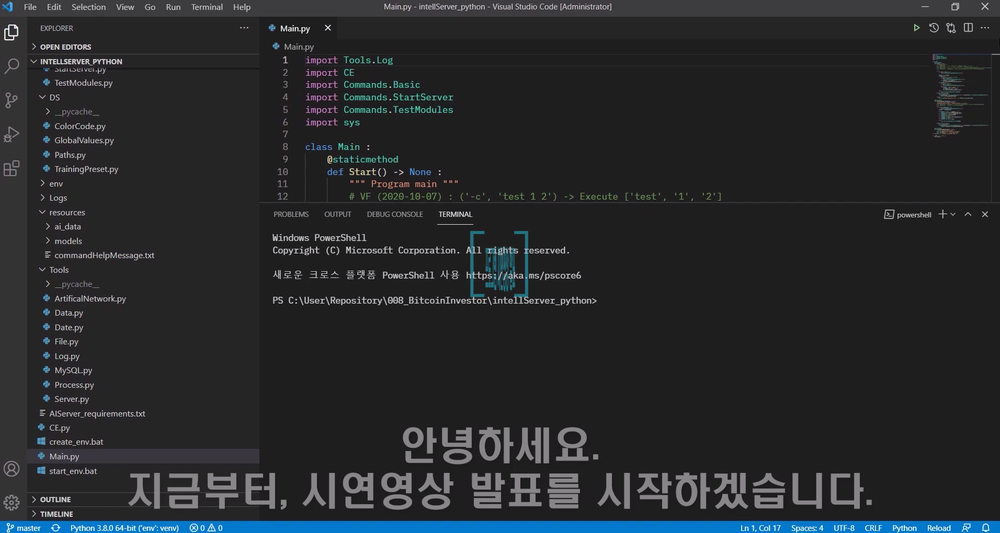 File Edit Selection View Go Run Terminal Help
Main.py - intellServer_python - Visual Studio Code [Administrator]
EXPLORER
OPEN EDITORS
INTELLSERVER_PYTHON
StartServer.py
TestModules.py
DS
__pycache__
ColorCode.py
GlobalValues.py
Paths.py
TrainingPreset.py
env
Logs
resources
ai_data
models
commandHelpMessage.txt
Tools
__pycache__
ArtificalNetwork.py
Data.py
Date.py
File.py
Log.py
MySQL.py
Process.py
Server.py
AIServer_requirements.txt
CE.py
create_env.bat
Main.py
start_env.bat
OUTLINE
TIMELINE
Main.py
Main.py
1 import Tools.Log
2 import CE
3 import Commands.Basic
4 import Commands.StartServer
5 import Commands.TestModules
6 import sys
7
8 class Main :
9 @staticmethod
10 def Start() -> None :
11 """ Program main """
12 # VF (2020-10-07) : ('-c', 'test 1 2') -> Execute ['test', '1', '2']
PROBLEMS OUTPUT DEBUG CONSOLE TERMINAL
powershell
Windows PowerShell
Copyright (C) Microsoft Corporation. All rights reserved.
새로운 크로스 플랫폼 PowerShell 사용 https://aka.ms/pscore6
PS C:\User\Repository\008_BitcoinInvestor\intellServer_python>
안녕하세요.
지금부터, 시연영상 발표를 시작하겠습니다.
master Python 3.8.0 64-bit ('env': venv) 0 0
Ln 1, Col 17 Spaces: 4 UTF-8 CRLF Python Reload